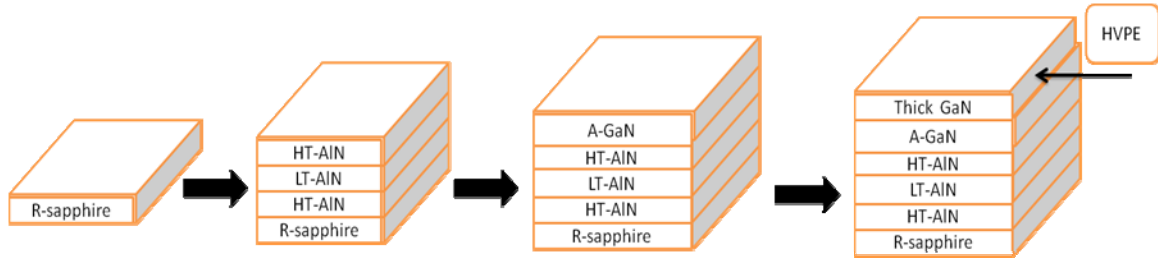 R-sapphire
HT-AlN
LT-AlN
HT-AlN
R-sapphire
A-GaN
HT-AlN
LT-AlN
HT-AlN
R-sapphire
HVPE
Thick GaN
A-GaN
HT-AlN
LT-AlN
HT-AlN
R-sapphire